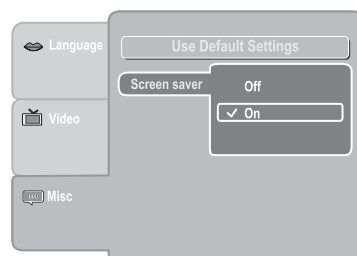 Language
Use Default Settings
Screen saver
Off
✓ On
Video
Misc